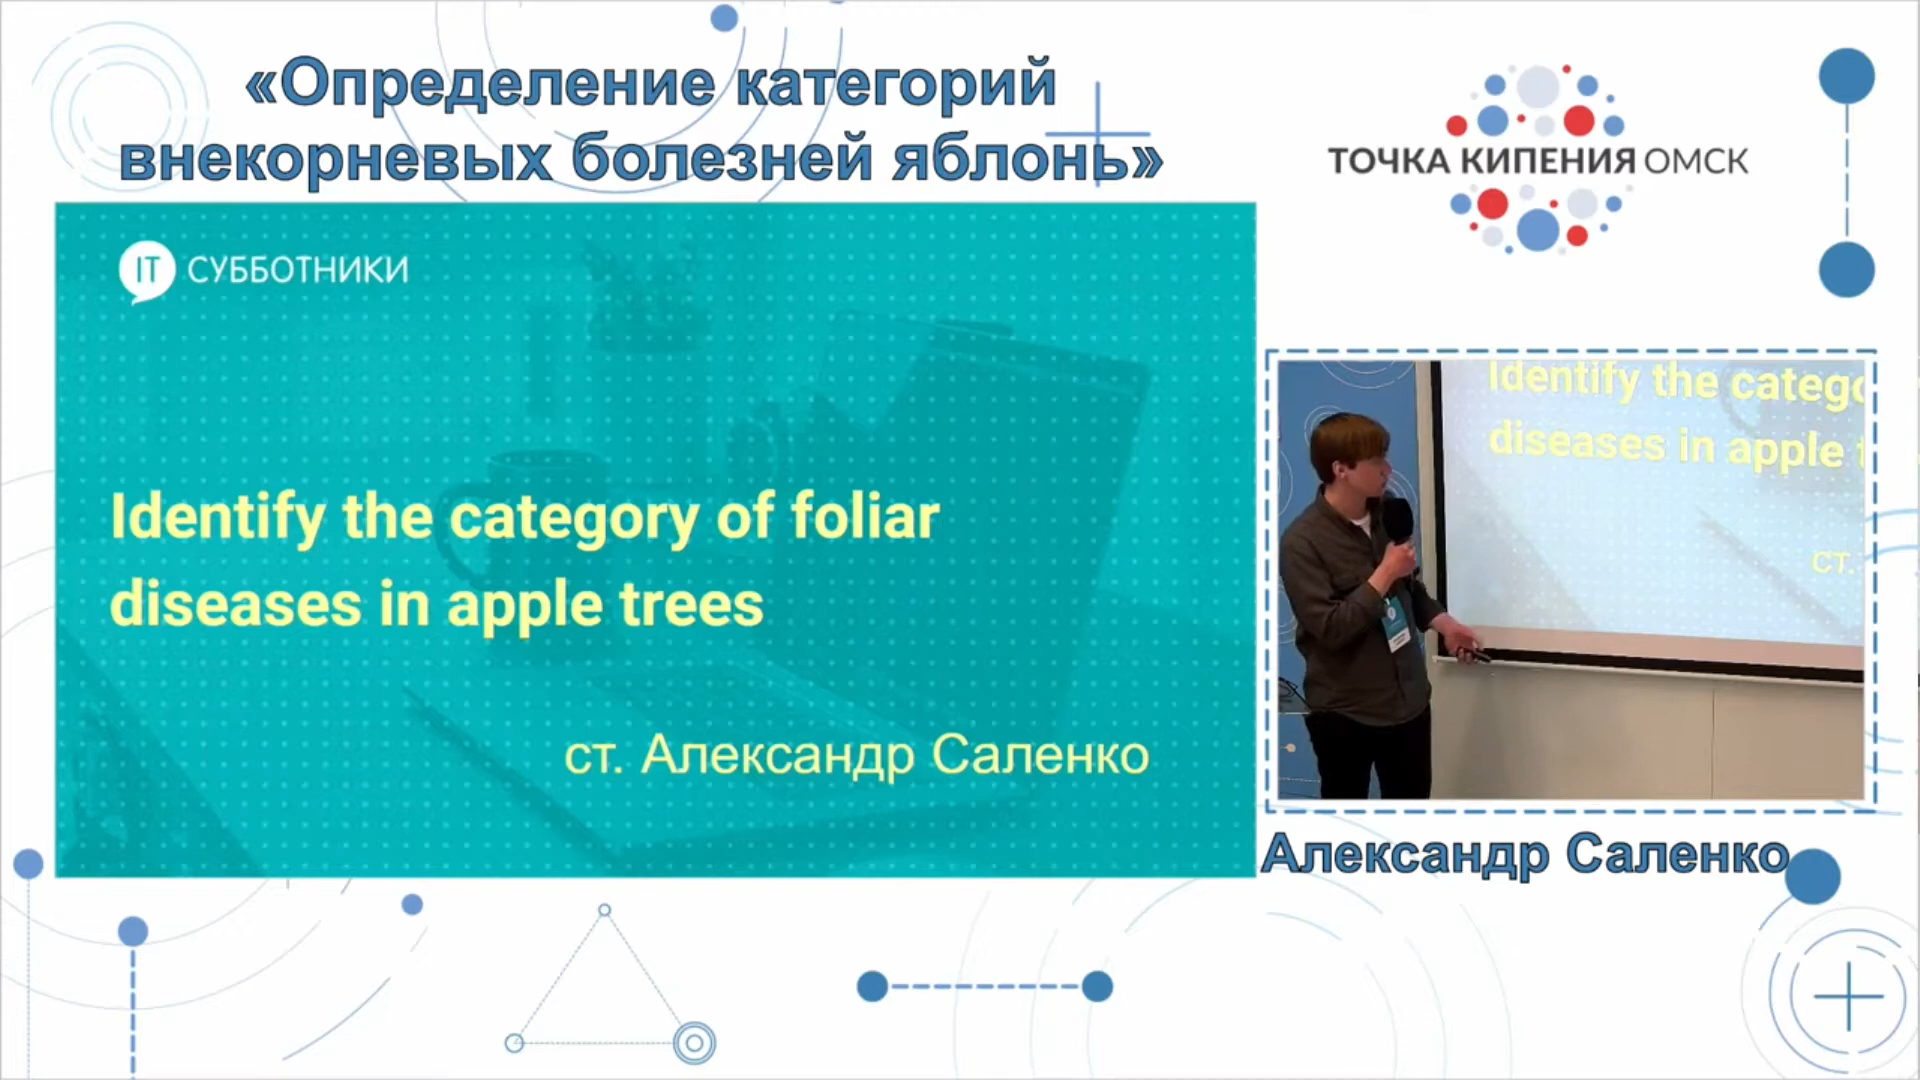 «Определение категорий
внекорневых болезней яблонь»
ТОЧКА КИПЕНИЯ ОМСК
IT СУББОТНИКИ
Identify the category of foliar
diseases in apple trees
ст. Александр Саленко
Identify the catego
diseases in apple
ст.
Александр Саленко